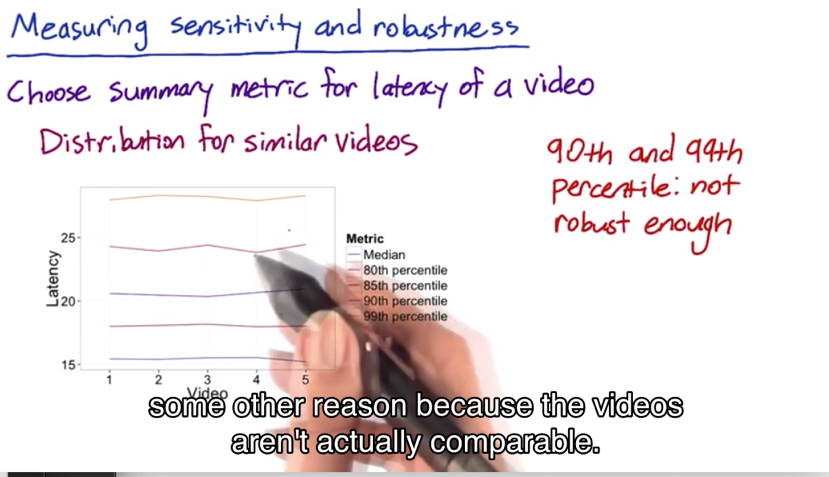 Measuring sensitivity and robustness
Choose summary metric for latency of a video
Distribution for similar videos
90th and 99th
percentile: not
robust enough
25
20
15
Latency
1 2 3 4 5
Video
Metric
Median
80th percentile
85th percentile
90th percentile
99th percentile
some other reason because the videos
aren't actually comparable.